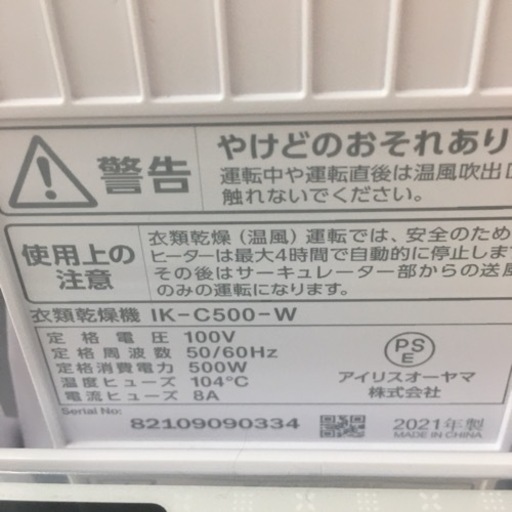 警告
やけどのおそれあり
運転中や運転直後は温風吹出口
触れないでください。
使用上の
注意
衣類乾燥（温風）運転では、安全のため
ヒーターは最大4時間で自動的に停止しま
その後はサーキュレーター部からの送風
のみの運転になります。
衣類乾燥機 IK-C500-W
定格電圧 100V
定格周波数 50/60Hz
定格消費電力 500W
温度ヒューズ 104℃
電流ヒューズ 8A
PS
E
アイリスオーヤマ
株式会社
Serial No:
82109090334
2021年製
MADE IN CHINA